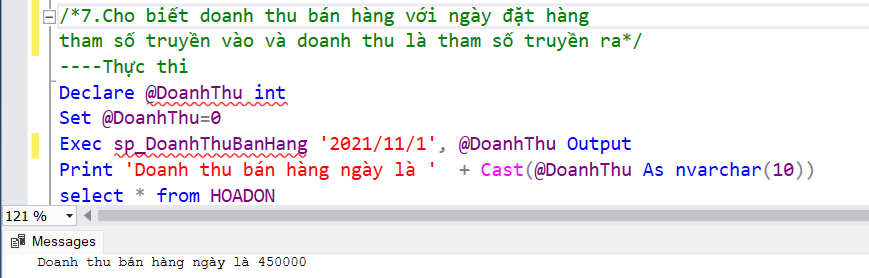 /*7.Cho biết doanh thu bán hàng với ngày đặt hàng
tham số truyền vào và doanh thu là tham số truyền ra*/
----Thực thi
Declare @DoanhThu int
Set @DoanhThu=0
Exec sp_DoanhThuBanHang '2021/11/1', @DoanhThu Output
Print 'Doanh thu bán hàng ngày là '  + Cast(@DoanhThu As nvarchar(10))
select * from HOADON
121 %
Messages
Doanh thu bán hàng ngày là 450000